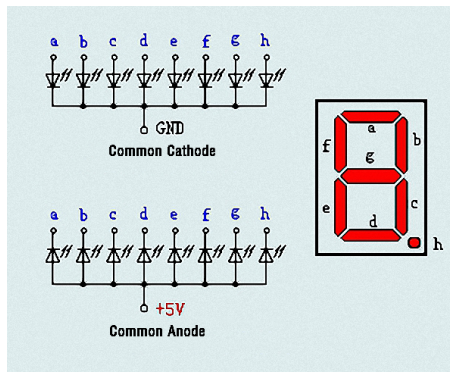 a b c d e f g h
GND
Common Cathode
a b c d e f g h
+5V
Common Anode
a
f b
g
e c
d
h